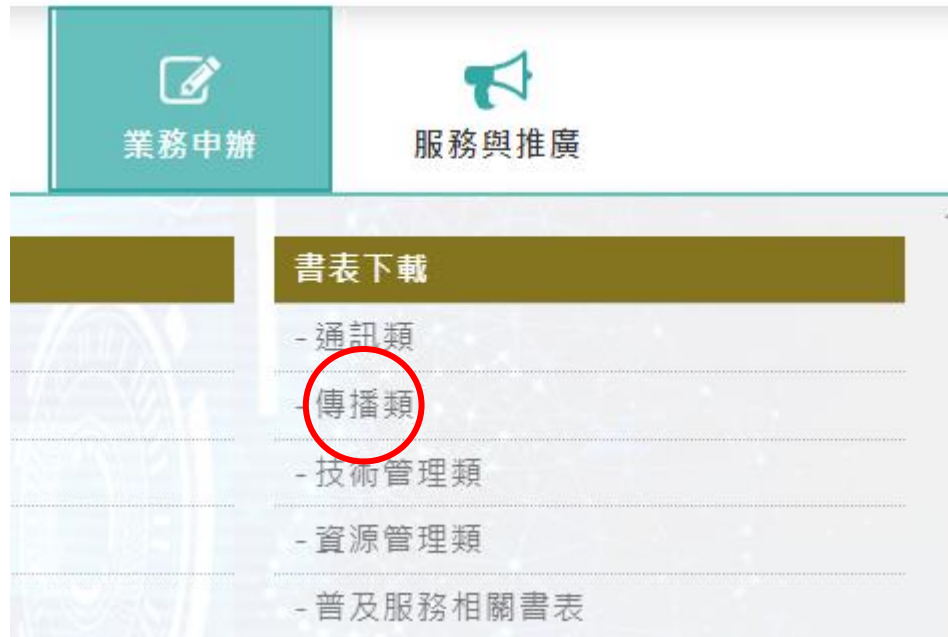 業務申辦
服務與推廣
書表下載
-通訊類
-傳播類
-技術管理類
-資源管理類
-普及服務相關書表